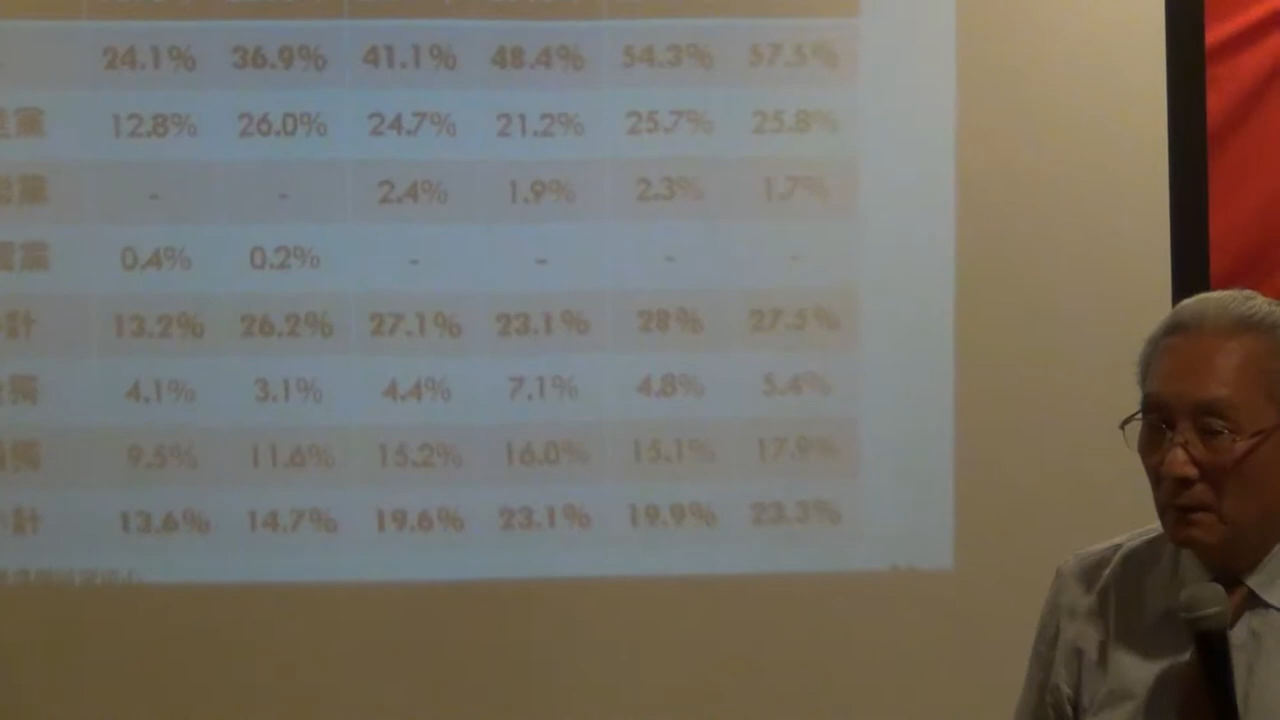 24.1% 36.9% 41.1% 48.4% 54.3% 57.5%
黨 12.8% 26.0% 24.7% 21.2% 25.7% 25.8%
黨 - - 2.4% 1.9% 2.3% 1.7%
黨 0.4% 0.2% - - - -
計 13.2% 26.2% 27.1% 23.1% 28% 27.5%
獨 4.1% 3.1% 4.4% 7.1% 4.8% 5.4%
獨 9.5% 11.6% 15.2% 16.0% 15.1% 17.9%
計 13.6% 14.7% 19.6% 23.1% 19.9% 23.3%